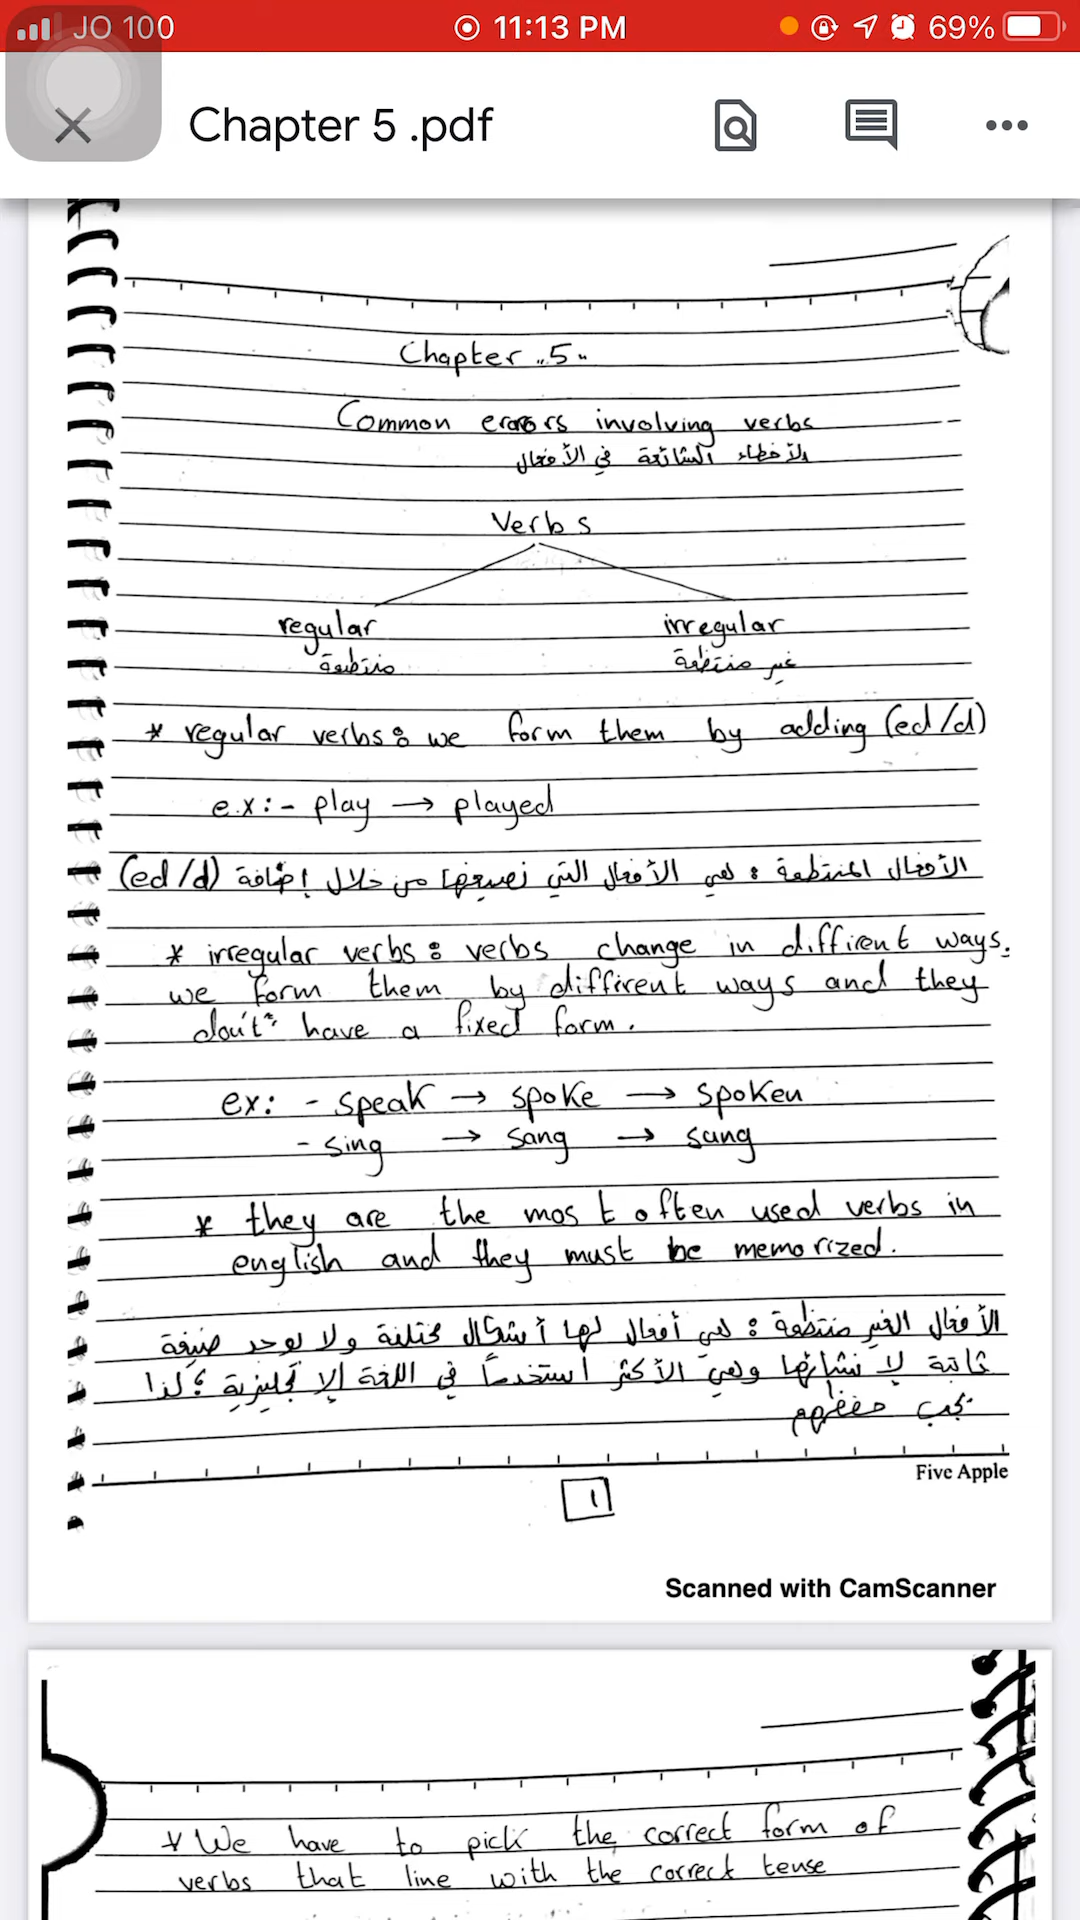 JO 100 11:13 PM 69%
Chapter 5 .pdf
Chapter "5"
Common errors involving verbs
الأخطاء الشائعة في الأفعال
Verbs
regular irregular
منتظمة غير منتظمة
* regular verbs: we form them by adding (ed/d)
e.x:- play → played
الأفعال المنتظمة : هي الأفعال التي نصيغها من خلال إضافة (ed/d)
* irregular verbs: verbs change in diffirent ways.
we form them by diffirent ways and they
don't have a fixed form.
ex: - speak → spoke → spoken
- sing → sang → sung
* they are the most often used verbs in
english and they must be memorized.
الأفعال الغير منتظمة : هي أفعال لها أشكال مختلفة ولا يوجد صيغة
ثابتة لإنشائها وهي الأكثر استخدماً في اللغة الإنجليزية ؛ لذا
يجب حفظهم
Five Apple
1
Scanned with CamScanner
* We have to pick the correct form of
verbs that line with the correct tense